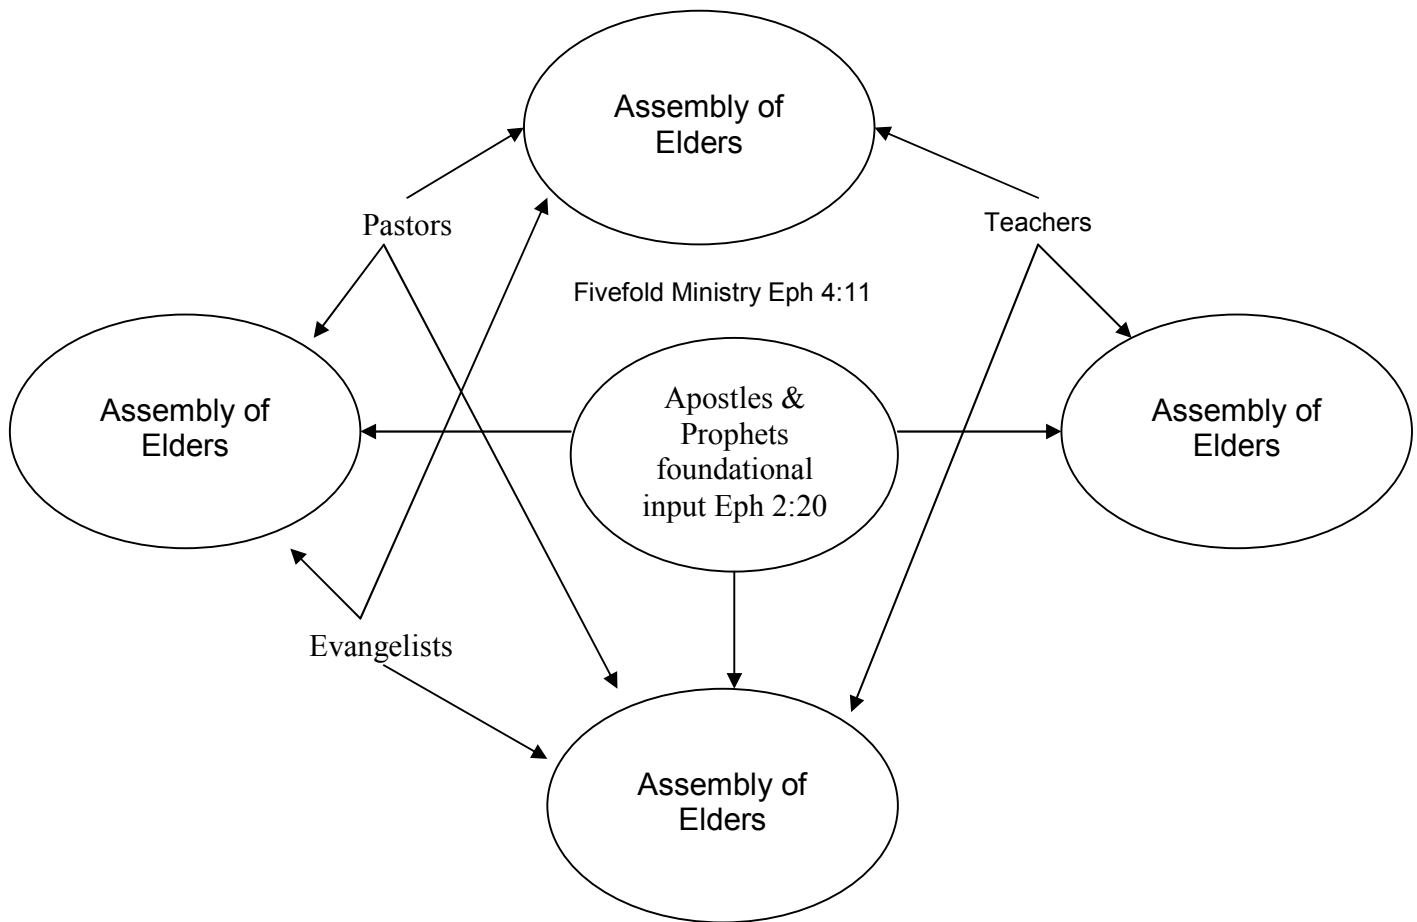 Assembly of
Elders
Pastors
Teachers
Fivefold Ministry Eph 4:11
Assembly of
Elders
Apostles &
Prophets
foundational
input Eph 2:20
Assembly of
Elders
Evangelists
Assembly of
Elders